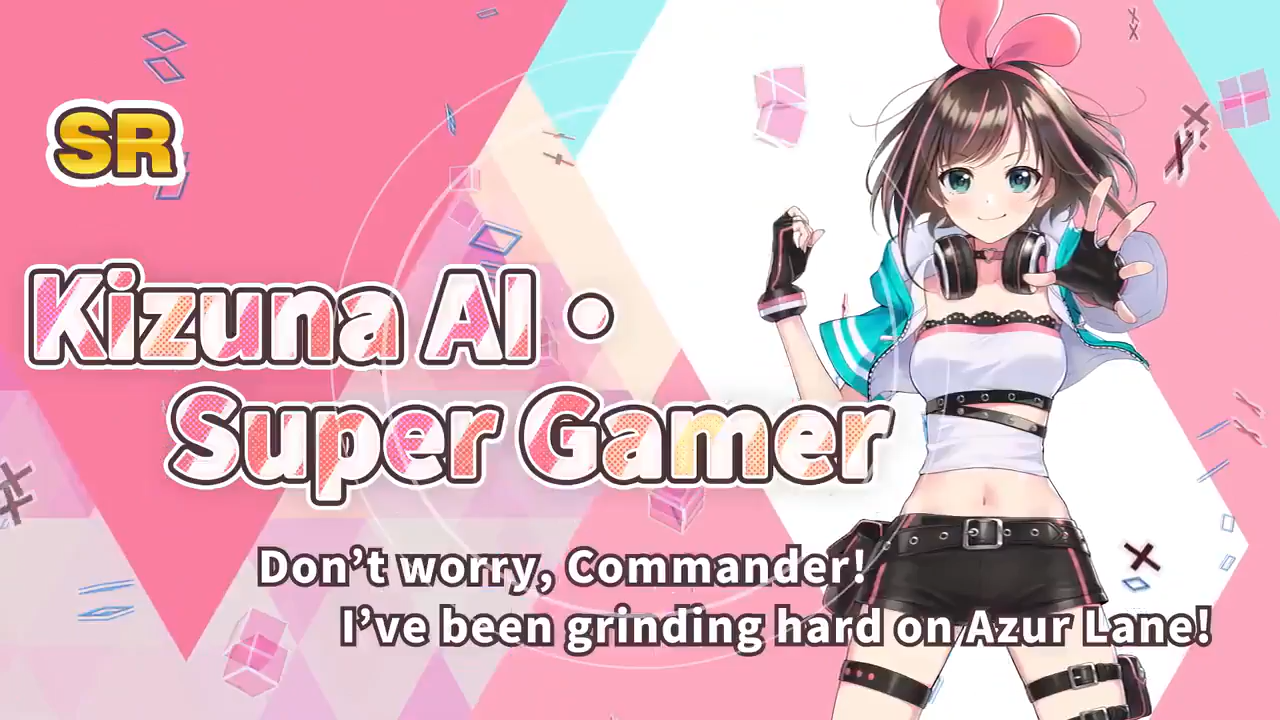 SR
Kizuna AI •
Super Gamer
Don’t worry, Commander!
I’ve been grinding hard on Azur Lane!